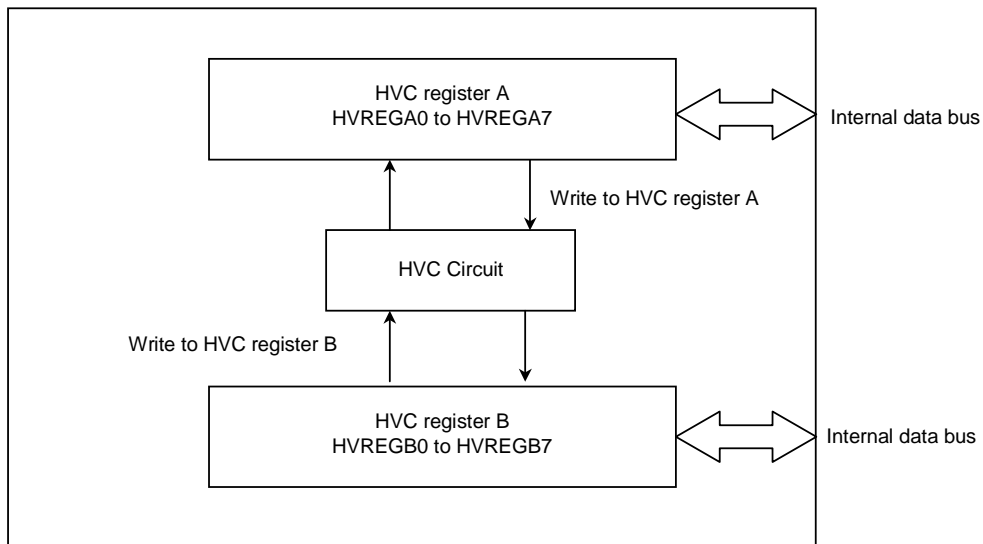 HVC register A
HVREGA0 to HVREGA7
Internal data bus
Write to HVC register A
HVC Circuit
Write to HVC register B
HVC register B
HVREGB0 to HVREGB7
Internal data bus